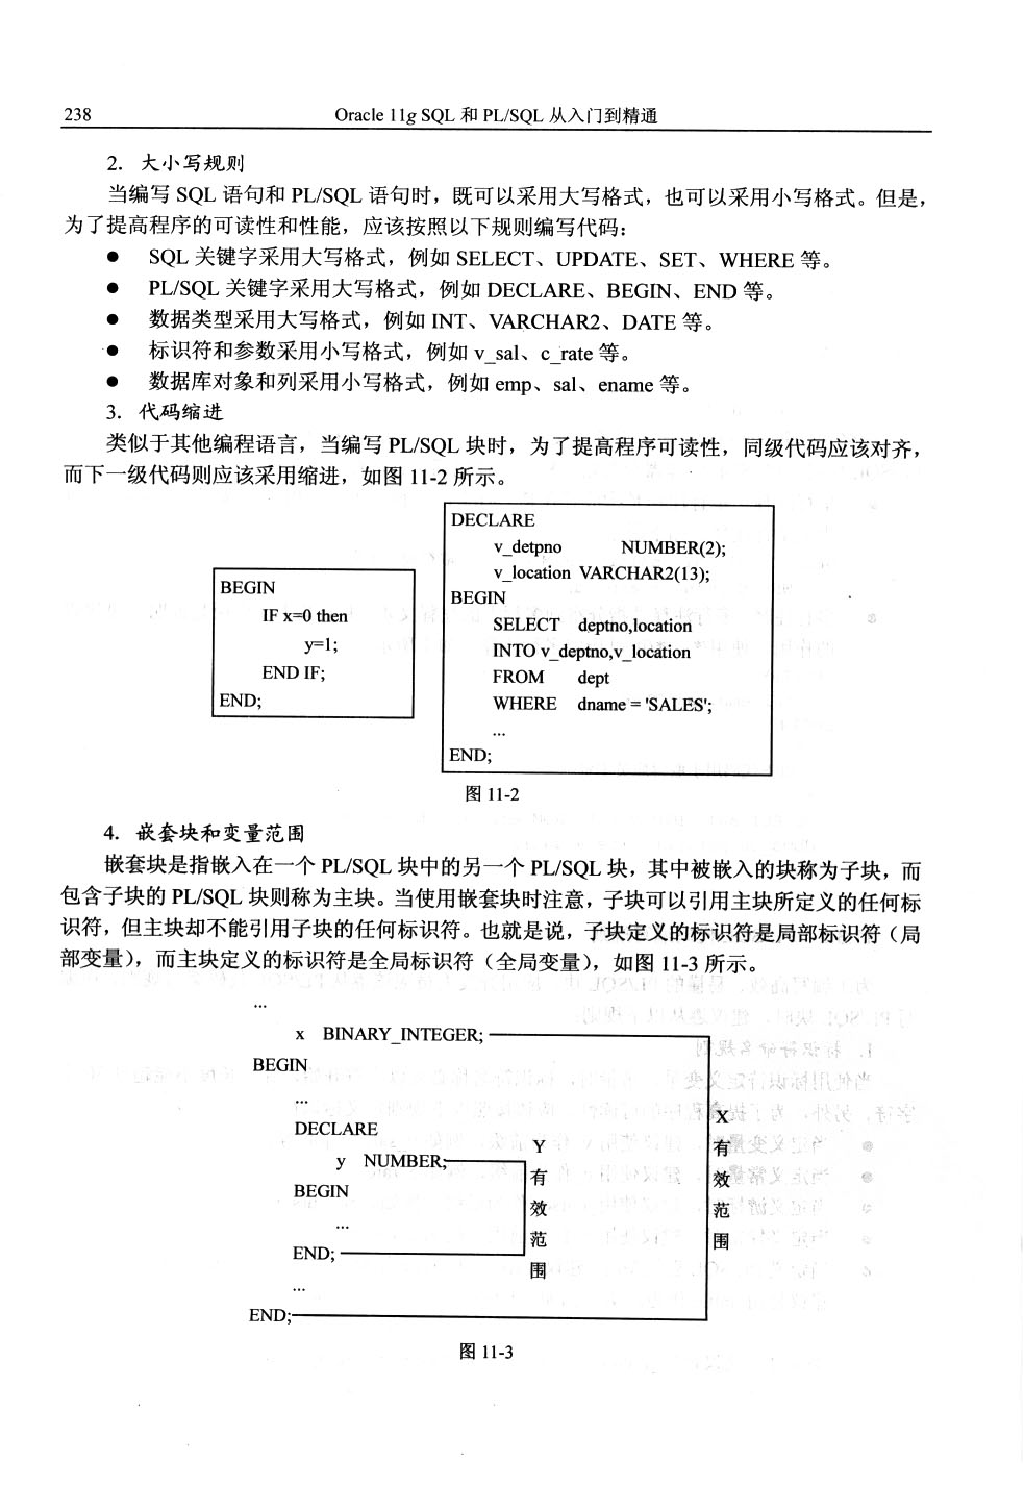 238 Oracle 11g SQL 和 PL/SQL 从入门到精通
2. 大小写规则
当编写 SQL 语句和 PL/SQL 语句时，既可以采用大写格式，也可以采用小写格式。但是，
为了提高程序的可读性和性能，应该按照以下规则编写代码：
● SQL 关键字采用大写格式，例如 SELECT、UPDATE、SET、WHERE 等。
● PL/SQL 关键字采用大写格式，例如 DECLARE、BEGIN、END 等。
● 数据类型采用大写格式，例如 INT、VARCHAR2、DATE 等。
● 标识符和参数采用小写格式，例如 v_sal、c_rate 等。
● 数据库对象和列采用小写格式，例如 emp、sal、ename 等。
3. 代码缩进
类似于其他编程语言，当编写 PL/SQL 块时，为了提高程序可读性，同级代码应该对齐，
而下一级代码则应该采用缩进，如图 11-2 所示。
BEGIN
IF x=0 then
y=1;
END IF;
END;
DECLARE
v_detpno NUMBER(2);
v_location VARCHAR2(13);
BEGIN
SELECT deptno,location
INTO v_deptno,v_location
FROM dept
WHERE dname = 'SALES';
...
END;
图 11-2
4. 嵌套块和变量范围
嵌套块是指嵌入在一个 PL/SQL 块中的另一个 PL/SQL 块，其中被嵌入的块称为子块，而
包含子块的 PL/SQL 块则称为主块。当使用嵌套块时注意，子块可以引用主块所定义的任何标
识符，但主块却不能引用子块的任何标识符。也就是说，子块定义的标识符是局部标识符（局
部变量），而主块定义的标识符是全局标识符（全局变量），如图 11-3 所示。
...
x BINARY_INTEGER;
BEGIN
...
DECLARE
y NUMBER;
BEGIN
...
END;
...
END;
Y有效范围
X有效范围
图 11-3